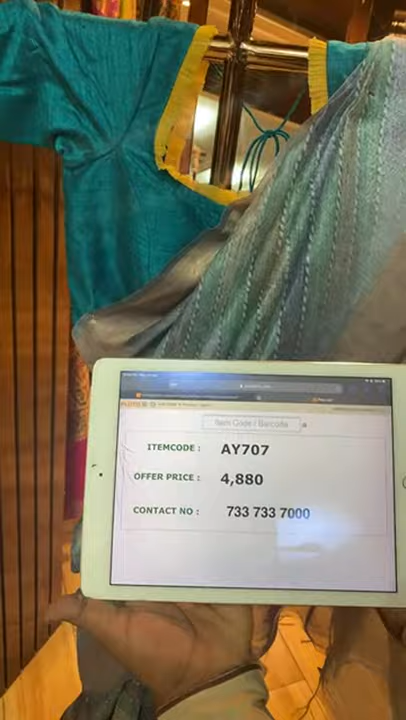 Item Code / Barcode
ITEMCODE : AY707
OFFER PRICE : 4,880
CONTACT NO : 733 733 7000